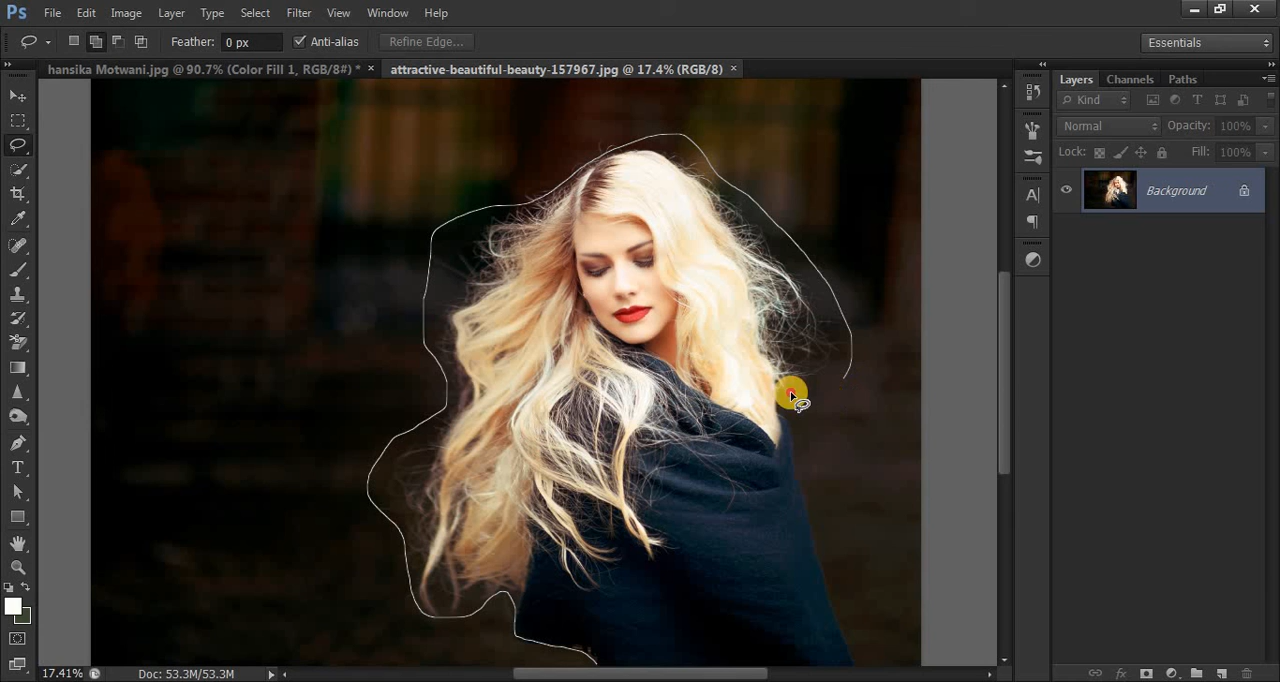 Ps File Edit Image Layer Type Select Filter View Window Help
Feather: 0 px Anti-alias Refine Edge... Essentials
hansika Motwani.jpg @ 90.7% (Color Fill 1, RGB/8#) * × attractive-beautiful-beauty-157967.jpg @ 17.4% (RGB/8) ×
Layers Channels Paths
Kind
Normal Opacity: 100%
Lock: Fill: 100%
Background
17.41% Doc: 53.3M/53.3M